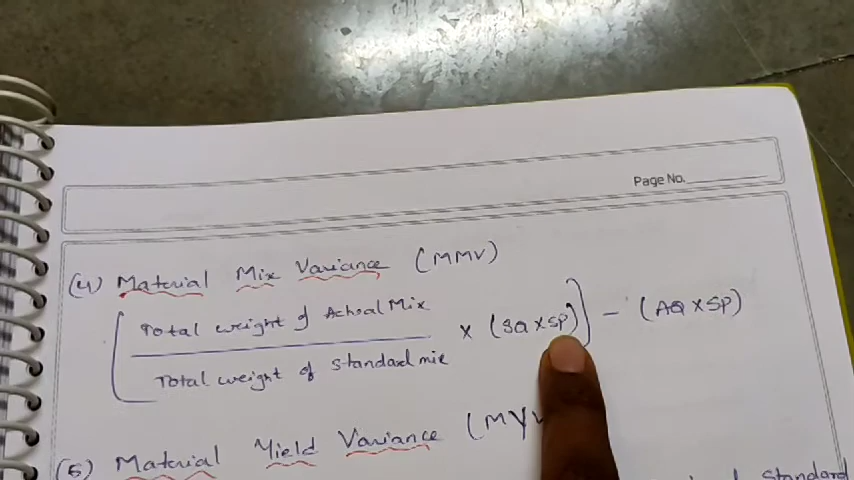 Page No.
(4) Material Mix Variance (MMV)
[ Total weight of Actual Mix / Total weight of standard mix × (SQ × SP) ] - (AQ × SP)
(5) Material Yield Variance (MYV
Standard